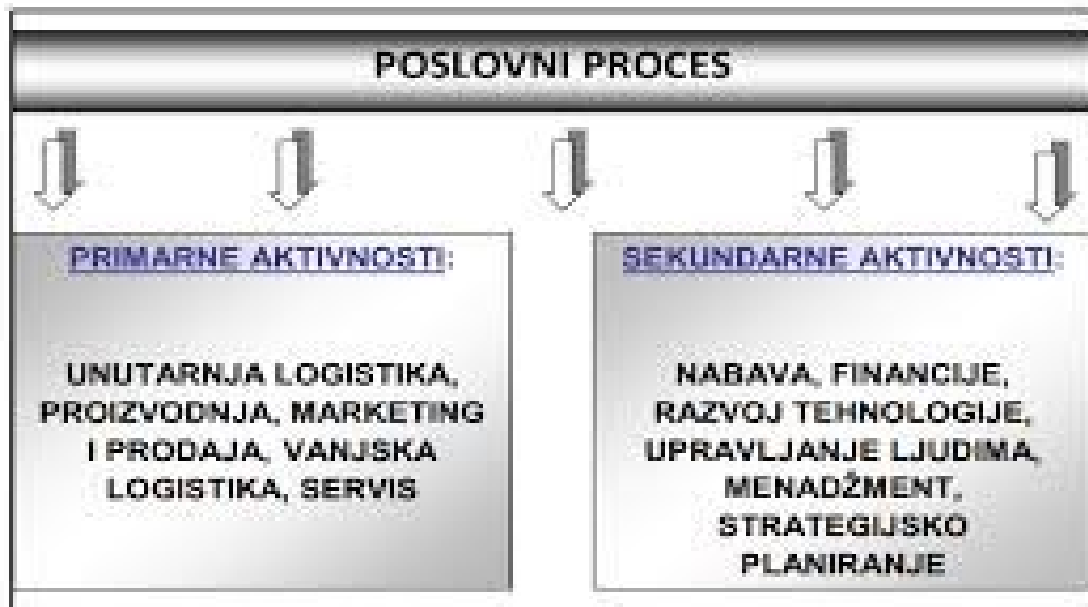 POSLOVNI PROCES
PRIMARNE AKTIVNOSTI:
UNUTARNJA LOGISTIKA,
PROIZVODNJA, MARKETING
I PRODAJA, VANJSKA
LOGISTIKA, SERVIS
SEKUNDARNE AKTIVNOSTI:
NABAVA, FINANCIJE,
RAZVOJ TEHNOLOGIJE,
UPRAVLJANJE LJUDIMA,
MENADŽMENT,
STRATEGIJSKO
PLANIRANJE